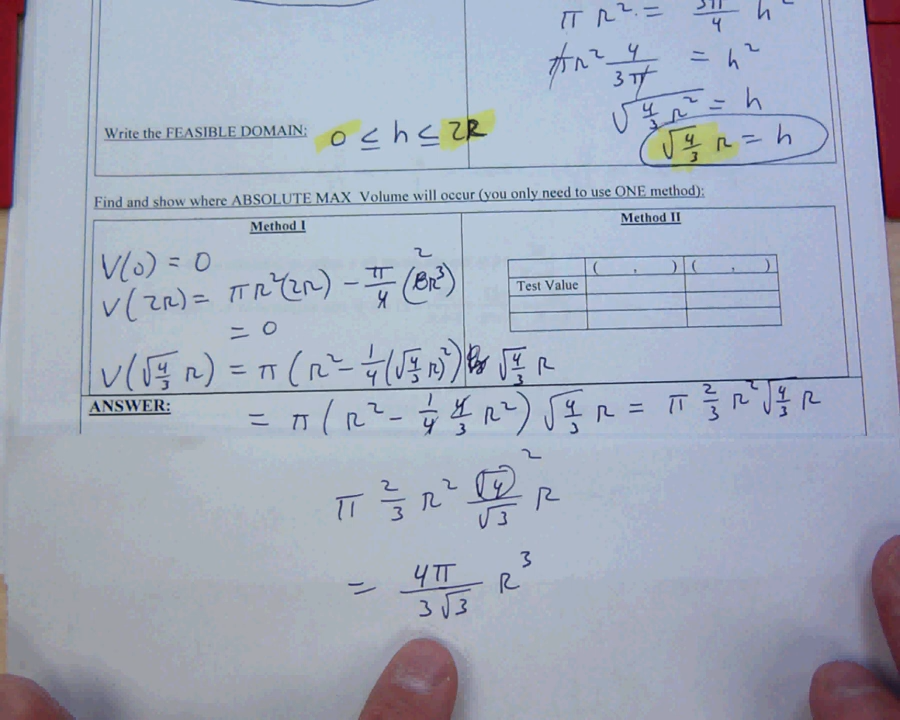 π R² = 3π/4 h²
πR² 4/3π = h²
√(4/3 R²) = h
√(4/3) R = h
Write the FEASIBLE DOMAIN: 0 ≤ h ≤ 2R
Find and show where ABSOLUTE MAX Volume will occur (you only need to use ONE method):
Method I
V(0) = 0
V(2R) = πR²(2R) − π/4 (8R³) 2
= 0
V(√(4/3) R) = π(R² − 1/4(√(4/3) R)²) √(4/3) R
Method II
( , ) ( , )
Test Value
ANSWER:
= π(R² − 1/4 4/3 R²) √(4/3) R = π 2/3 R² √(4/3) R
π 2/3 R² √4/√3 R 2
= 4π/3√3 R³